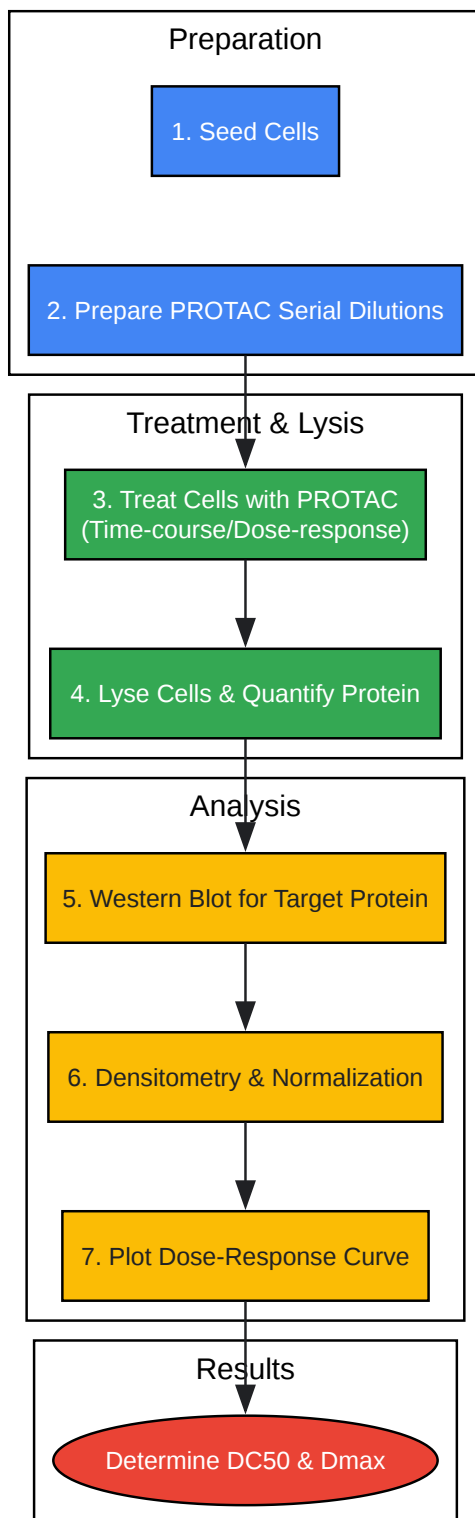 Preparation
1. Seed Cells
2. Prepare PROTAC Serial Dilutions
Treatment & Lysis
3. Treat Cells with PROTAC
(Time-course/Dose-response)
4. Lyse Cells & Quantify Protein
Analysis
5. Western Blot for Target Protein
6. Densitometry & Normalization
7. Plot Dose-Response Curve
Results
Determine DC50 & Dmax